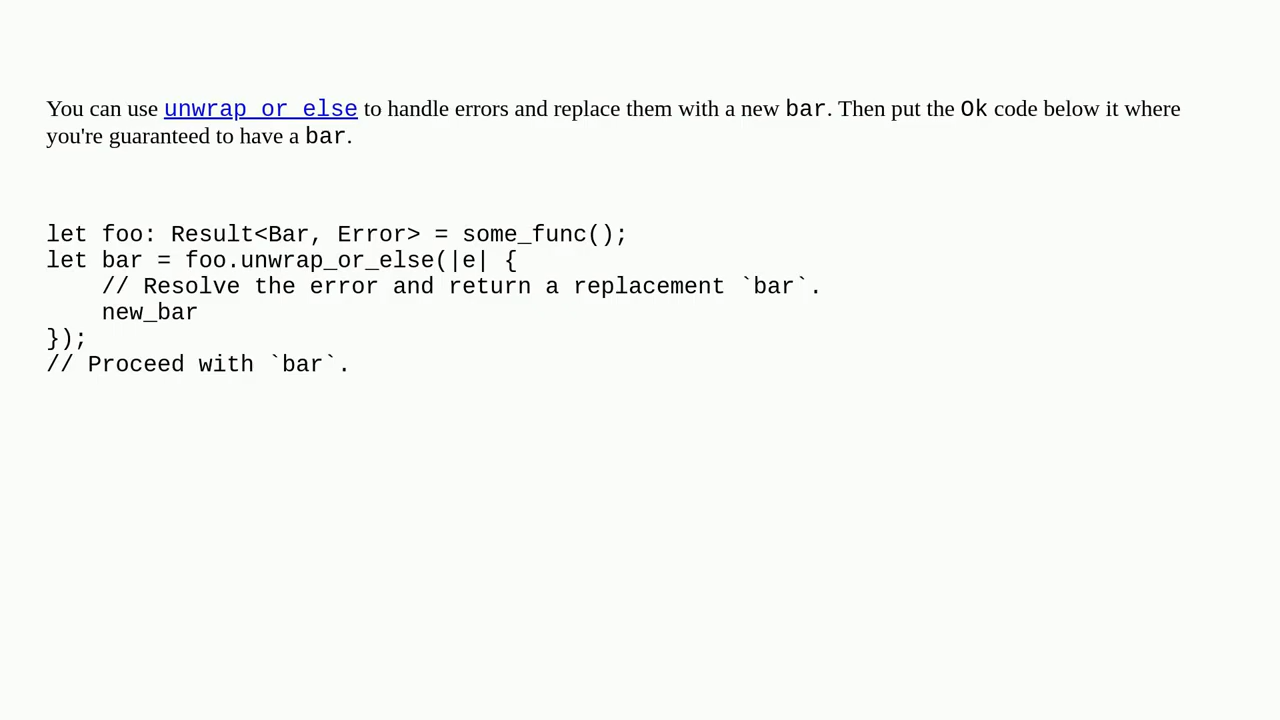 You can use unwrap_or_else to handle errors and replace them with a new bar. Then put the Ok code below it where
you're guaranteed to have a bar.
let foo: Result<Bar, Error> = some_func();
let bar = foo.unwrap_or_else(|e| {
    // Resolve the error and return a replacement `bar`.
    new_bar
});
// Proceed with `bar`.